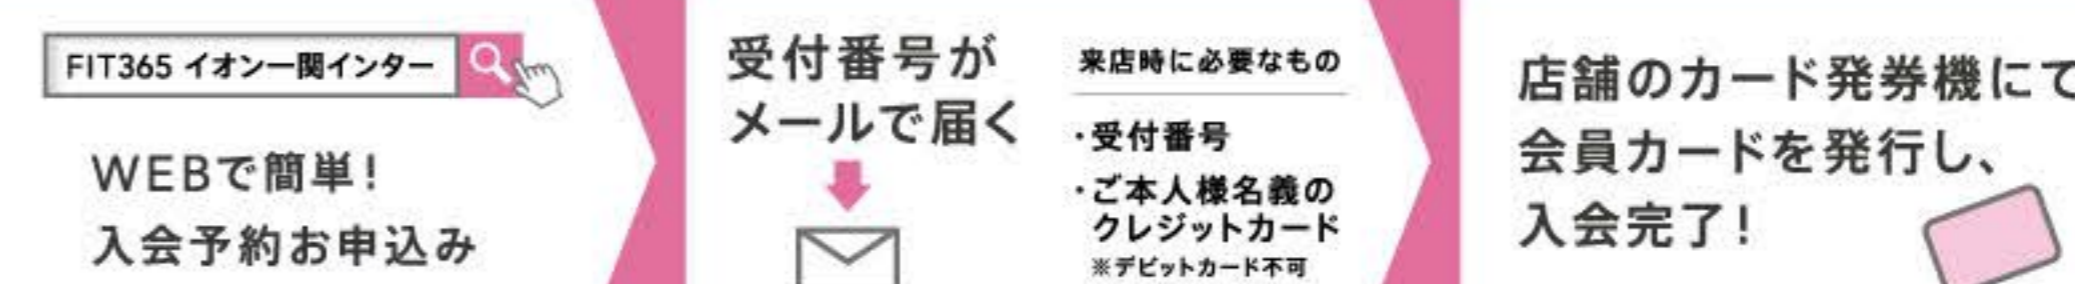 FIT365 イオン一関インター
WEBで簡単!
入会予約お申込み
受付番号が
メールで届く
来店時に必要なもの
・受付番号
・ご本人様名義の
クレジットカード
※デビットカード不可
店舗のカード発券機にて
会員カードを発行し、
入会完了!